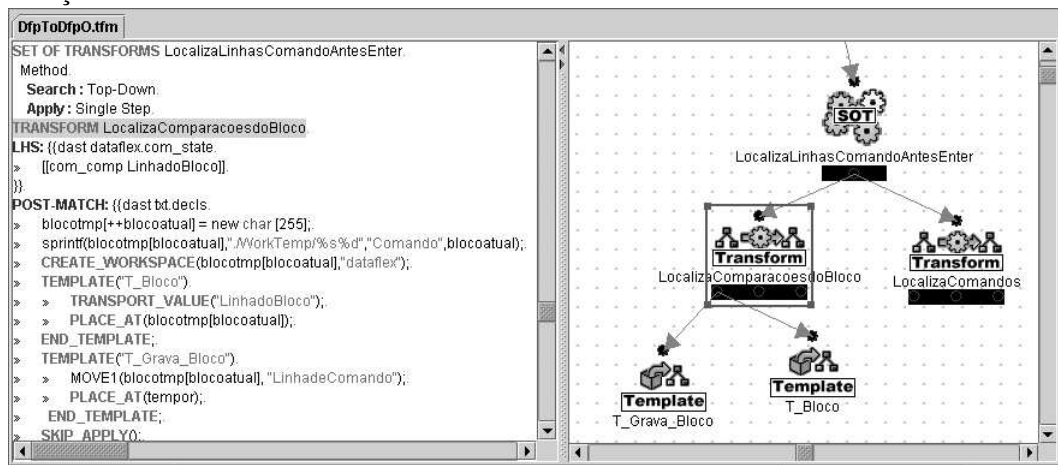 DfpToDfpO.tfm
SET OF TRANSFORMS LocalizaLinhasComandoAntesEnter.
Method.
Search : Top-Down.
Apply : Single Step.
TRANSFORM LocalizaComparacoesdoBloco.
LHS: {{dast dataflex.com_state.
» [[com_comp LinhadoBloco]].
}}.
POST-MATCH: {{dast txt.decls.
» blocotmp[++blocoatual] = new char [255];.
» sprintf(blocotmp[blocoatual],"./WorkTemp/%s%d","Comando",blocoatual);.
» CREATE_WORKSPACE(blocotmp[blocoatual],"dataflex");.
» TEMPLATE("T_Bloco").
» » TRANSPORT_VALUE("LinhadoBloco");.
» » PLACE_AT(blocotmp[blocoatual]);.
» END_TEMPLATE;.
» TEMPLATE("T_Grava_Bloco").
» » MOVE1(blocotmp[blocoatual], "LinhadeComando");.
» » PLACE_AT(tempor);.
» END_TEMPLATE;.
» SKIP_APPLY();.
SOT
LocalizaLinhasComandoAntesEnter
Transform
LocalizaComparacoesdoBloco
Transform
LocalizaComandos
Template
T_Grava_Bloco
Template
T_Bloco